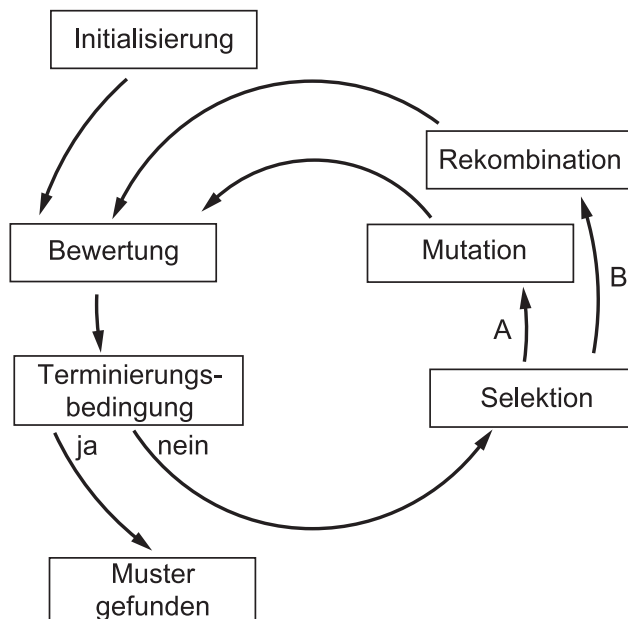 Initialisierung
Rekombination
Bewertung
Mutation
B
A
Terminierungs-
bedingung
Selektion
ja
nein
Muster
gefunden